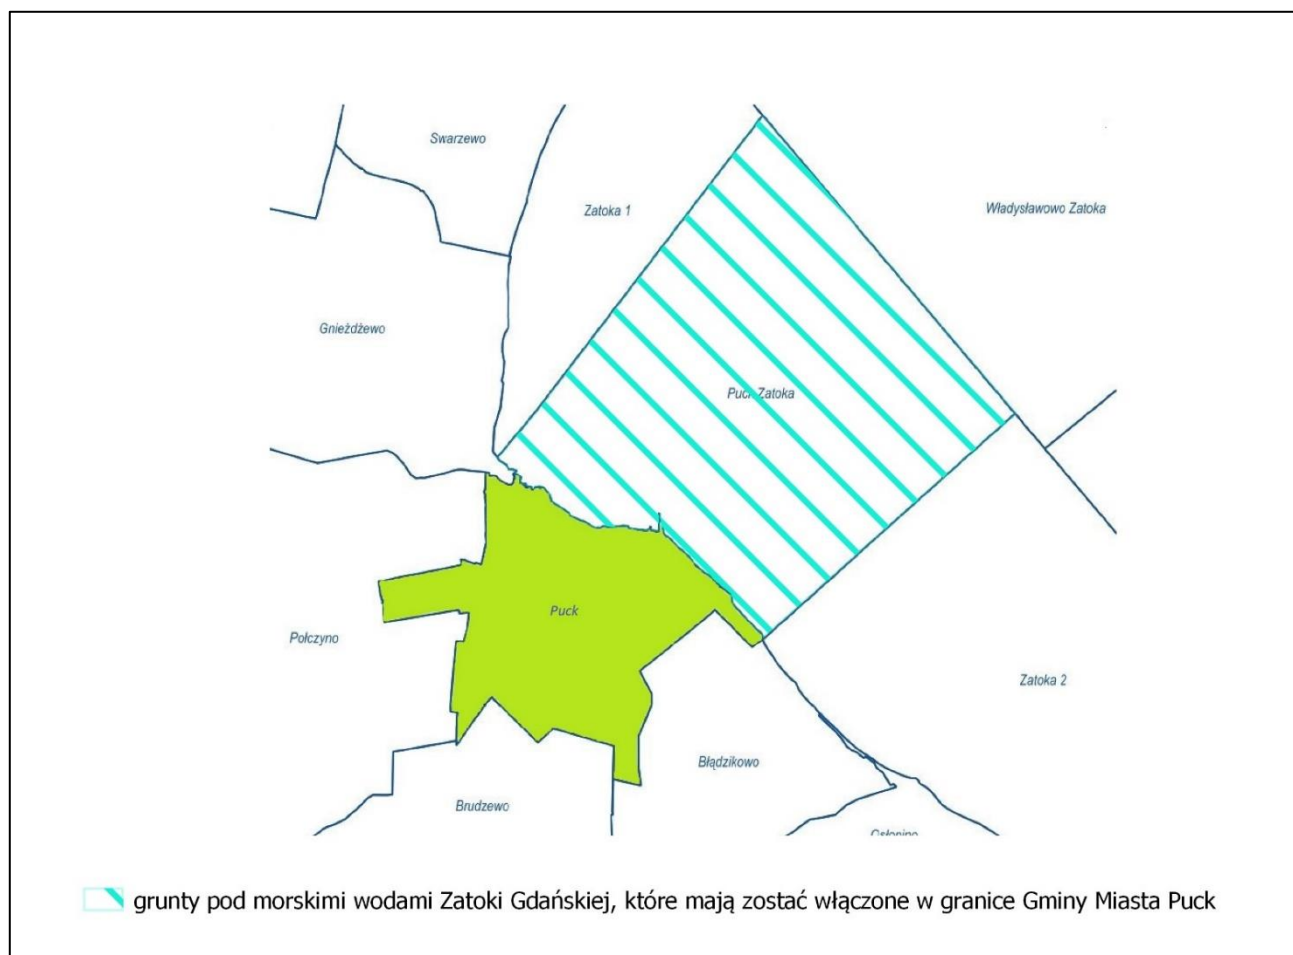 Swarzewo
Zatoka 1
Władysławowo Zatoka
Gnieżdżewo
Puck Zatoka
Puck
Połczyno
Zatoka 2
Błądzikowo
Brudzewo
grunty pod morskimi wodami Zatoki Gdańskiej, które mają zostać włączone w granice Gminy Miasta Puck